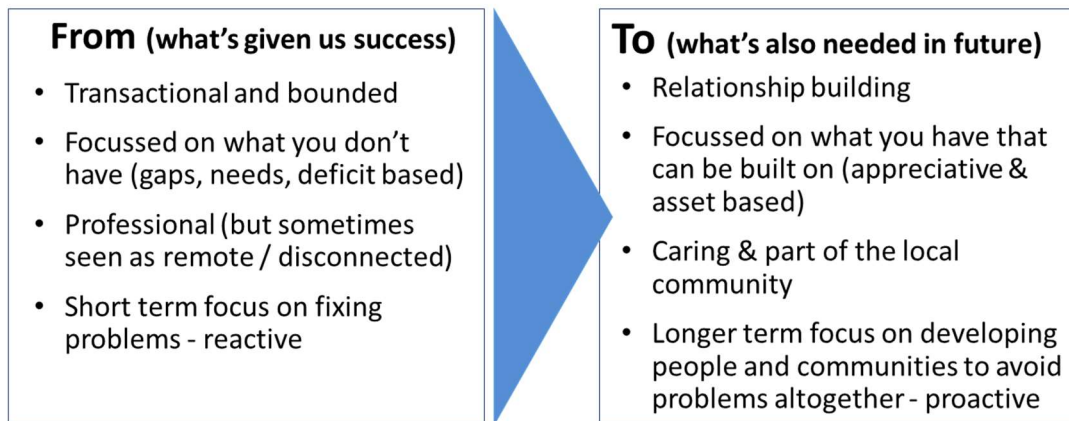 From (what's given us success)
• Transactional and bounded
• Focussed on what you don't
have (gaps, needs, deficit based)
• Professional (but sometimes
seen as remote / disconnected)
• Short term focus on fixing
problems - reactive
To (what's also needed in future)
• Relationship building
• Focussed on what you have that
can be built on (appreciative &
asset based)
• Caring & part of the local
community
• Longer term focus on developing
people and communities to avoid
problems altogether - proactive